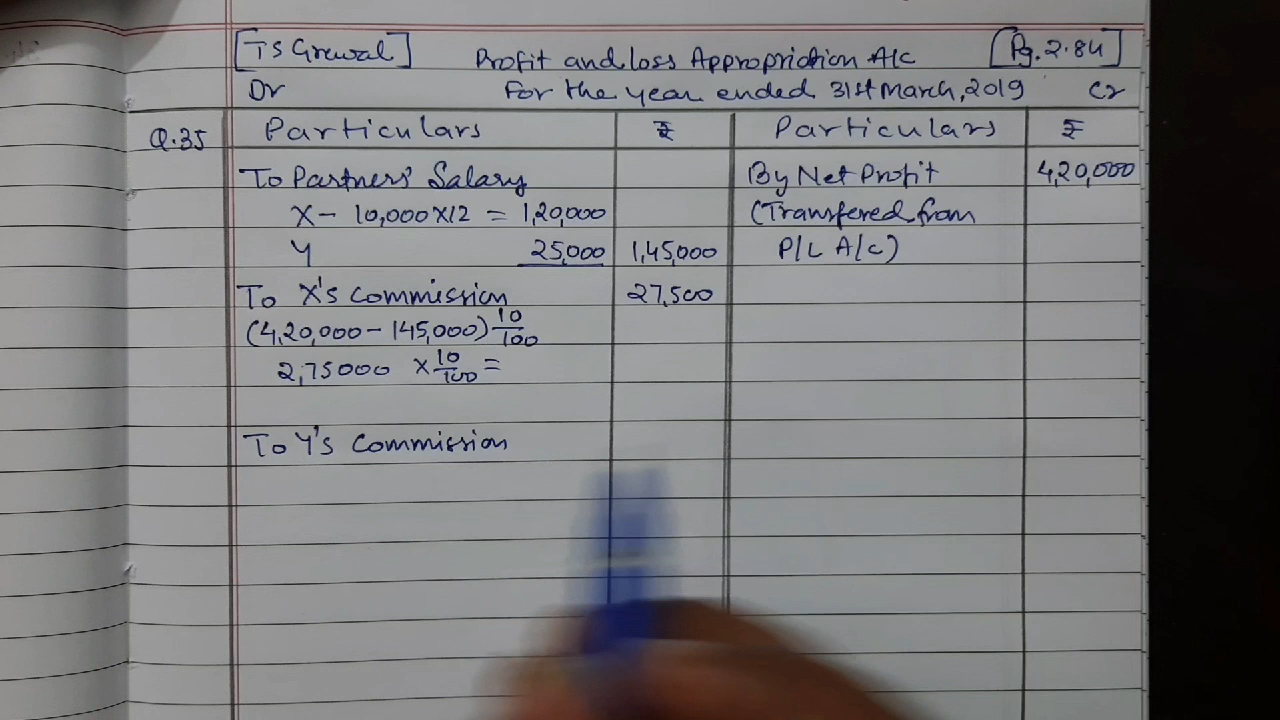 [TS Grewal] Profit and loss Appropriation A/c [Pg. 2.84]
Dr For the year ended 31st March, 2019 Cr
Q.35 Particulars ₹ Particulars ₹
To Partners' Salary By Net Profit 4,20,000
X - 10,000 x 12 = 1,20,000 (Transfered from
Y 25,000 1,45,000 P/L A/c)
To X's Commission 27,500
(4,20,000 - 145,000) 10/100
2,75000 x 10/100 =
To Y's Commission